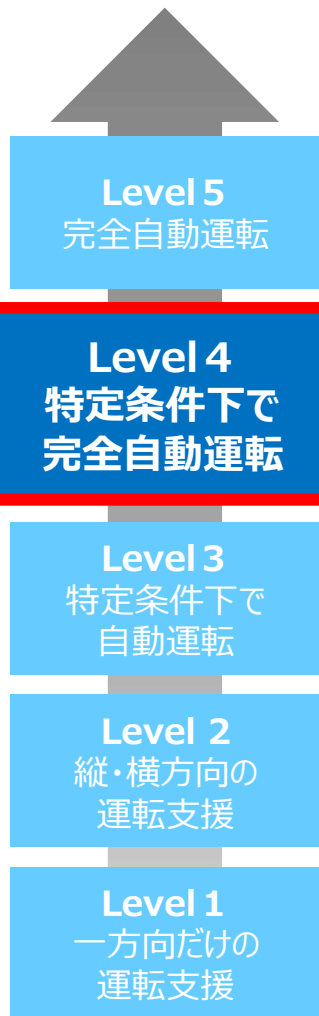 Level 5
完全自動運転
Level 4
特定条件下で
完全自動運転
Level 3
特定条件下で
自動運転
Level 2
縦・横方向の
運転支援
Level 1
一方向だけの
運転支援